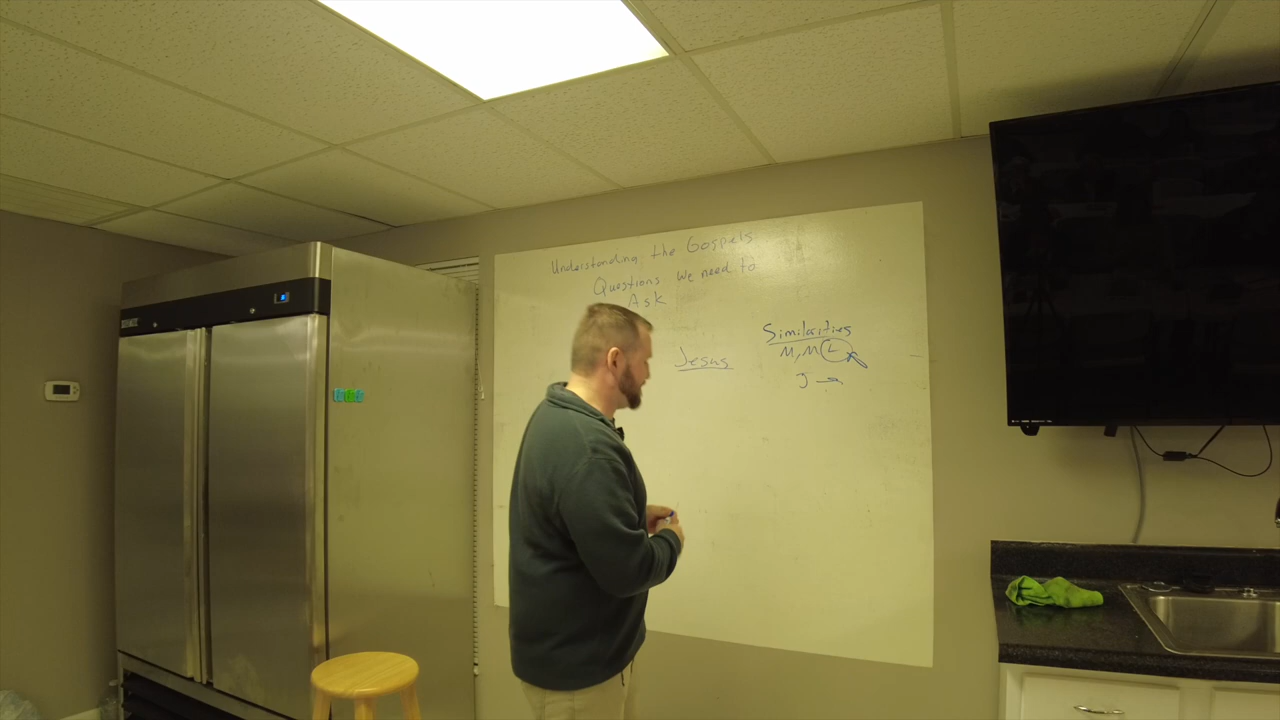 Understanding the Gospels
Questions we need to
Ask
Jesus
Similarities
M, M L
J →